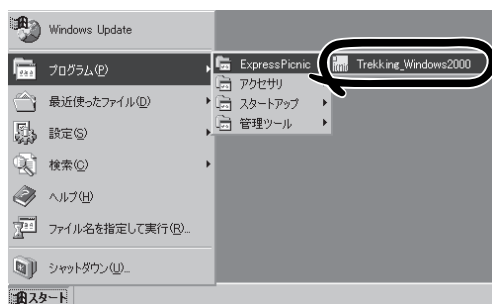 Windows Update
プログラム(P)
最近使ったファイル(D)
設定(S)
検索(C)
ヘルプ(H)
ファイル名を指定して実行(R)...
シャットダウン(U)...
スタート
ExpressPicnic
アクセサリ
スタートアップ
管理ツール
Trekking_Windows2000